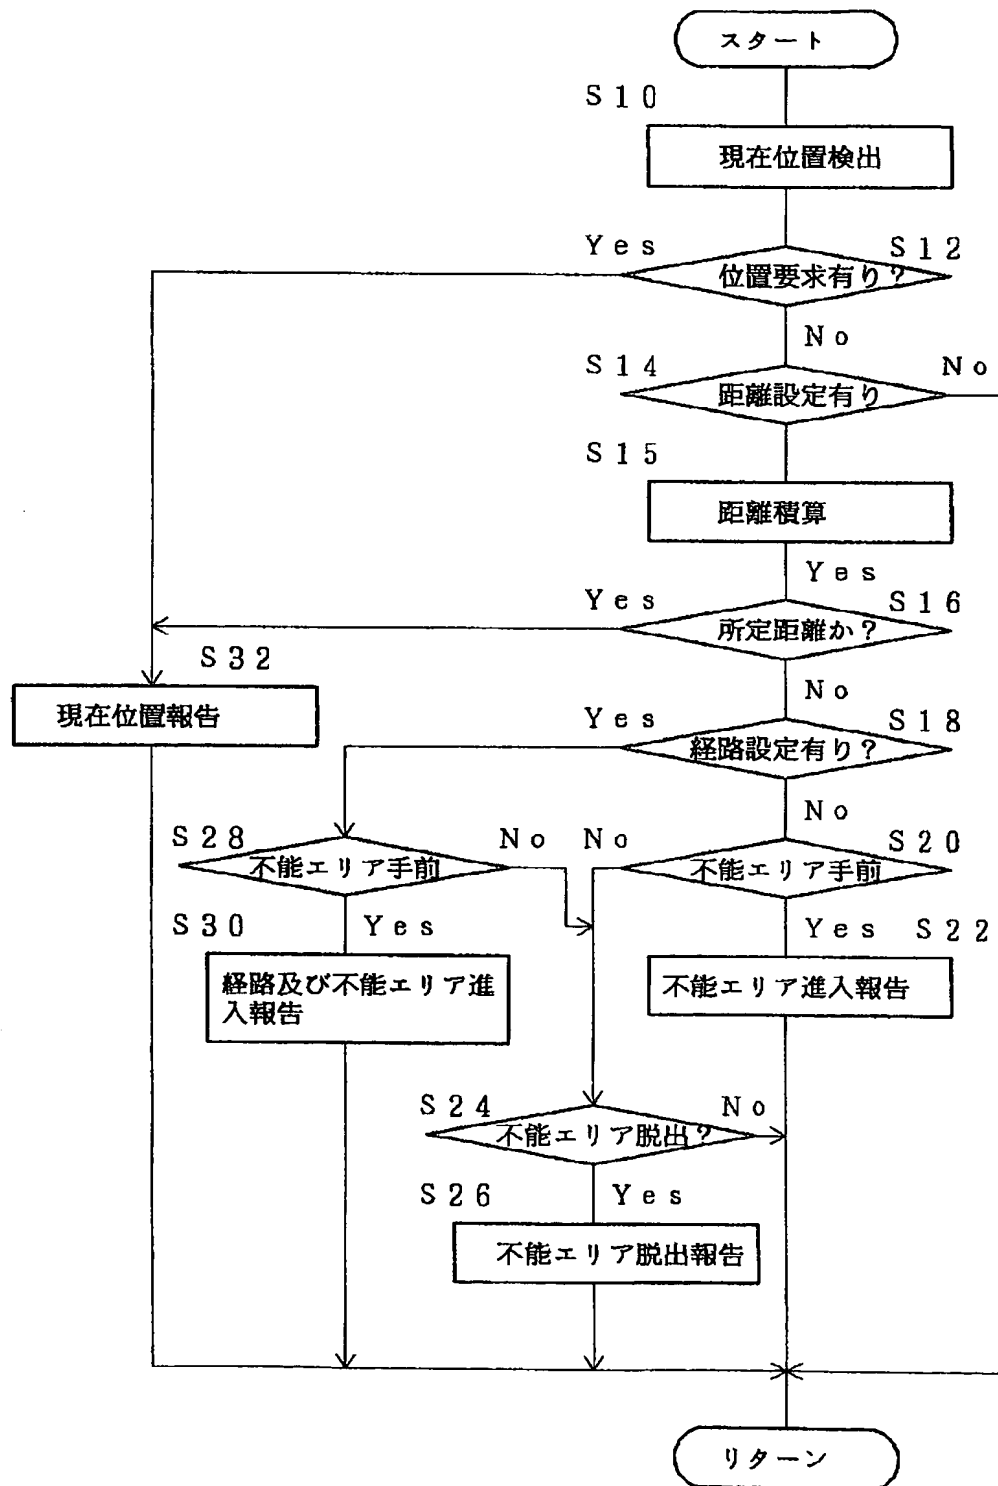 スタート
S10
現在位置検出
Yes
S12
位置要求有り?
No
S14
No
距離設定有り
S15
距離積算
Yes
Yes
S16
所定距離か?
S32
No
現在位置報告
Yes
S18
経路設定有り?
No
S28
No
No
S20
不能エリア手前
不能エリア手前
S30
Yes
Yes
S22
経路及び不能エリア進
入報告
不能エリア進入報告
S24
No
不能エリア脱出?
S26
Yes
不能エリア脱出報告
リターン